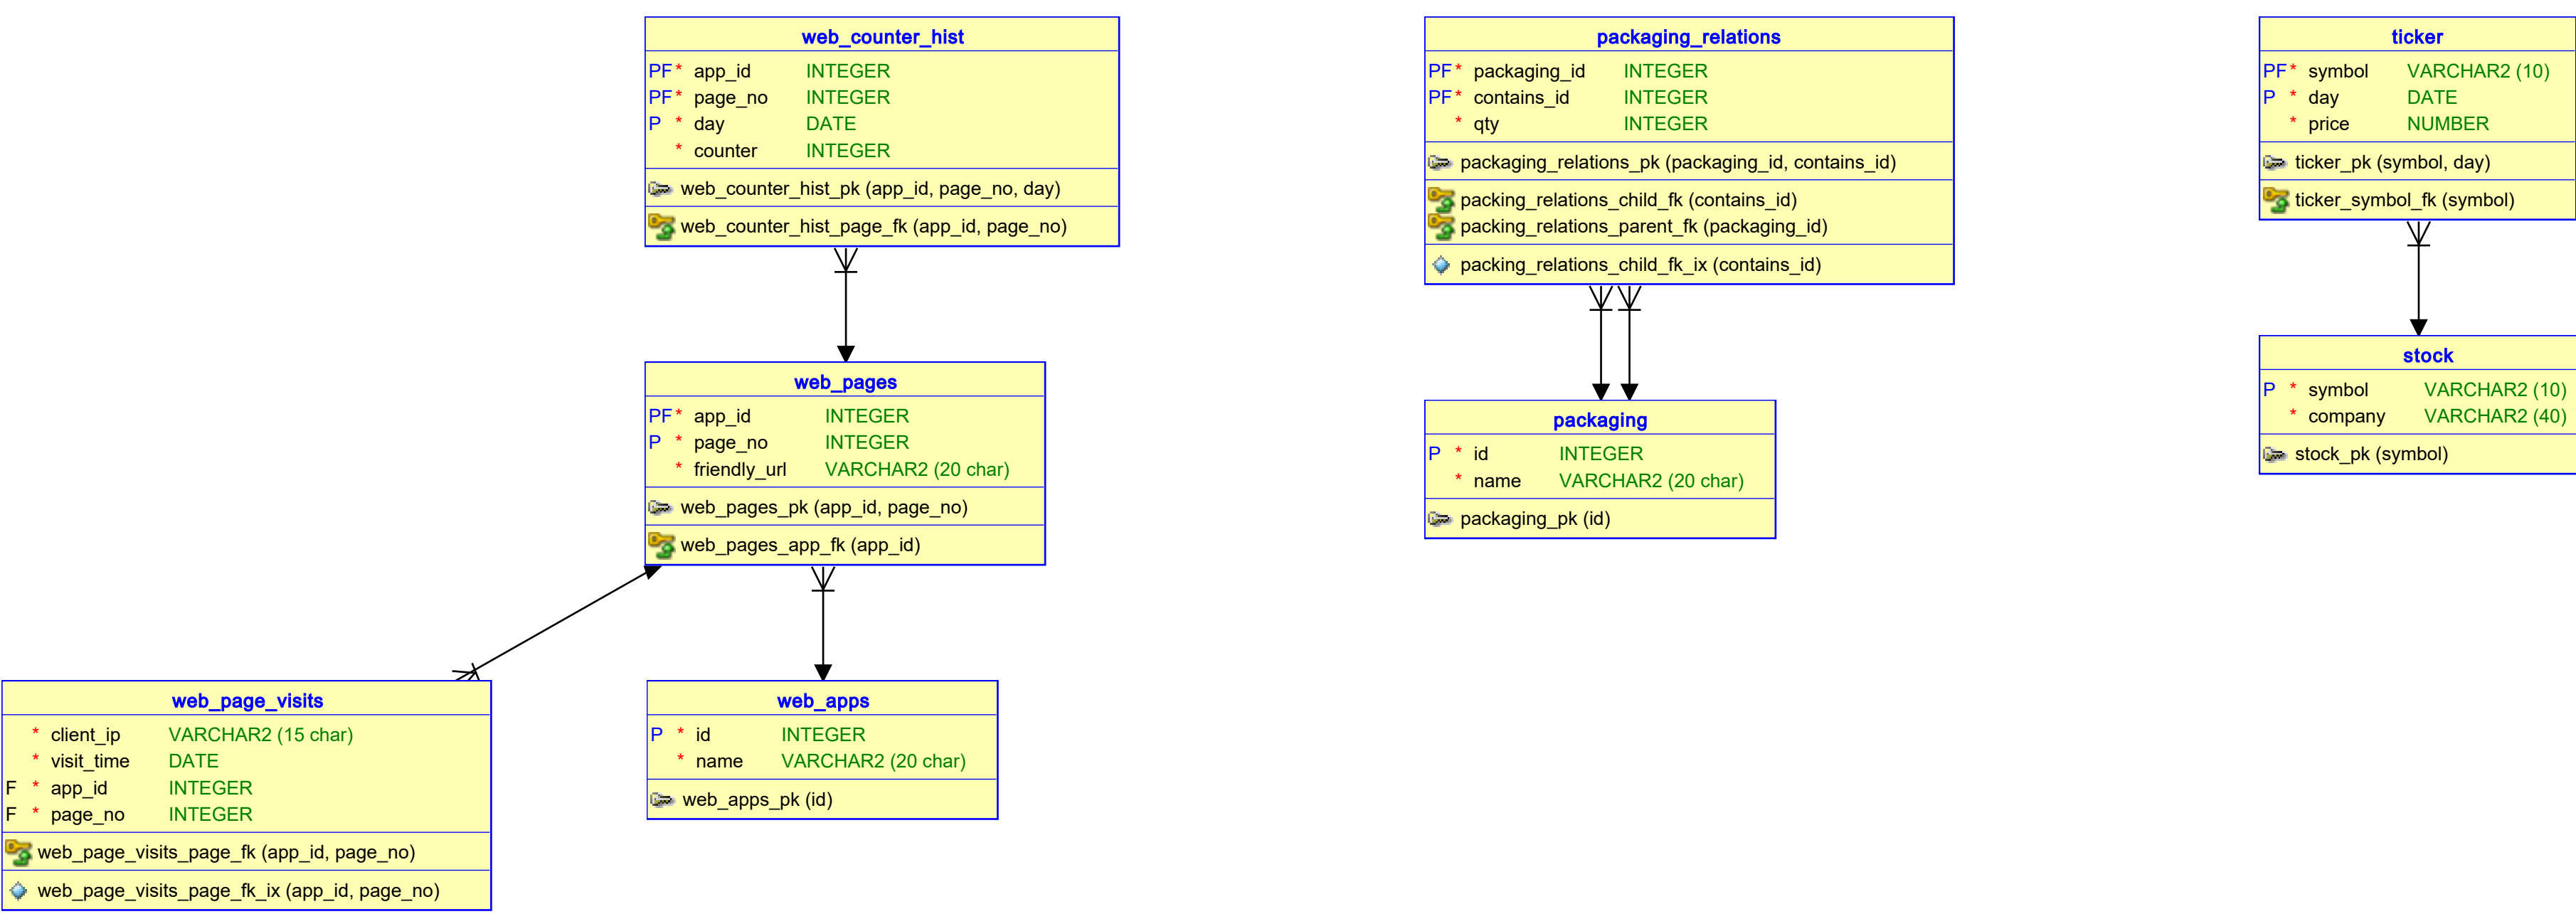 web_counter_hist
PF * app_id INTEGER
PF * page_no INTEGER
P * day DATE
* counter INTEGER
web_counter_hist_pk (app_id, page_no, day)
web_counter_hist_page_fk (app_id, page_no)
packaging_relations
PF * packaging_id INTEGER
PF * contains_id INTEGER
* qty INTEGER
packaging_relations_pk (packaging_id, contains_id)
packing_relations_child_fk (contains_id)
packing_relations_parent_fk (packaging_id)
packing_relations_child_fk_ix (contains_id)
ticker
PF * symbol VARCHAR2 (10)
P * day DATE
* price NUMBER
ticker_pk (symbol, day)
ticker_symbol_fk (symbol)
web_pages
PF * app_id INTEGER
P * page_no INTEGER
* friendly_url VARCHAR2 (20 char)
web_pages_pk (app_id, page_no)
web_pages_app_fk (app_id)
packaging
P * id INTEGER
* name VARCHAR2 (20 char)
packaging_pk (id)
stock
P * symbol VARCHAR2 (10)
* company VARCHAR2 (40)
stock_pk (symbol)
web_page_visits
* client_ip VARCHAR2 (15 char)
* visit_time DATE
F * app_id INTEGER
F * page_no INTEGER
web_page_visits_page_fk (app_id, page_no)
web_page_visits_page_fk_ix (app_id, page_no)
web_apps
P * id INTEGER
* name VARCHAR2 (20 char)
web_apps_pk (id)